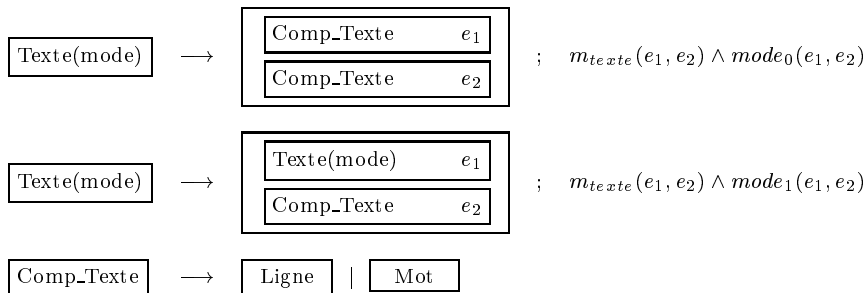 Comp_Texte e1
Texte(mode) ⟶ ; m_texte(e1, e2) ∧ mode0(e1, e2)
Comp_Texte e2
Texte(mode) e1
Texte(mode) ⟶ ; m_texte(e1, e2) ∧ mode1(e1, e2)
Comp_Texte e2
Comp_Texte ⟶ Ligne | Mot